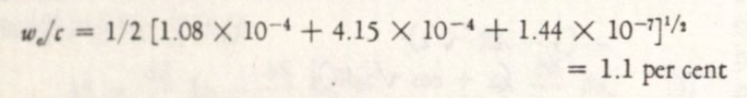 wₑ/c = 1/2 [1.08 × 10⁻⁴ + 4.15 × 10⁻⁴ + 1.44 × 10⁻⁷]^1/2
= 1.1 per cent